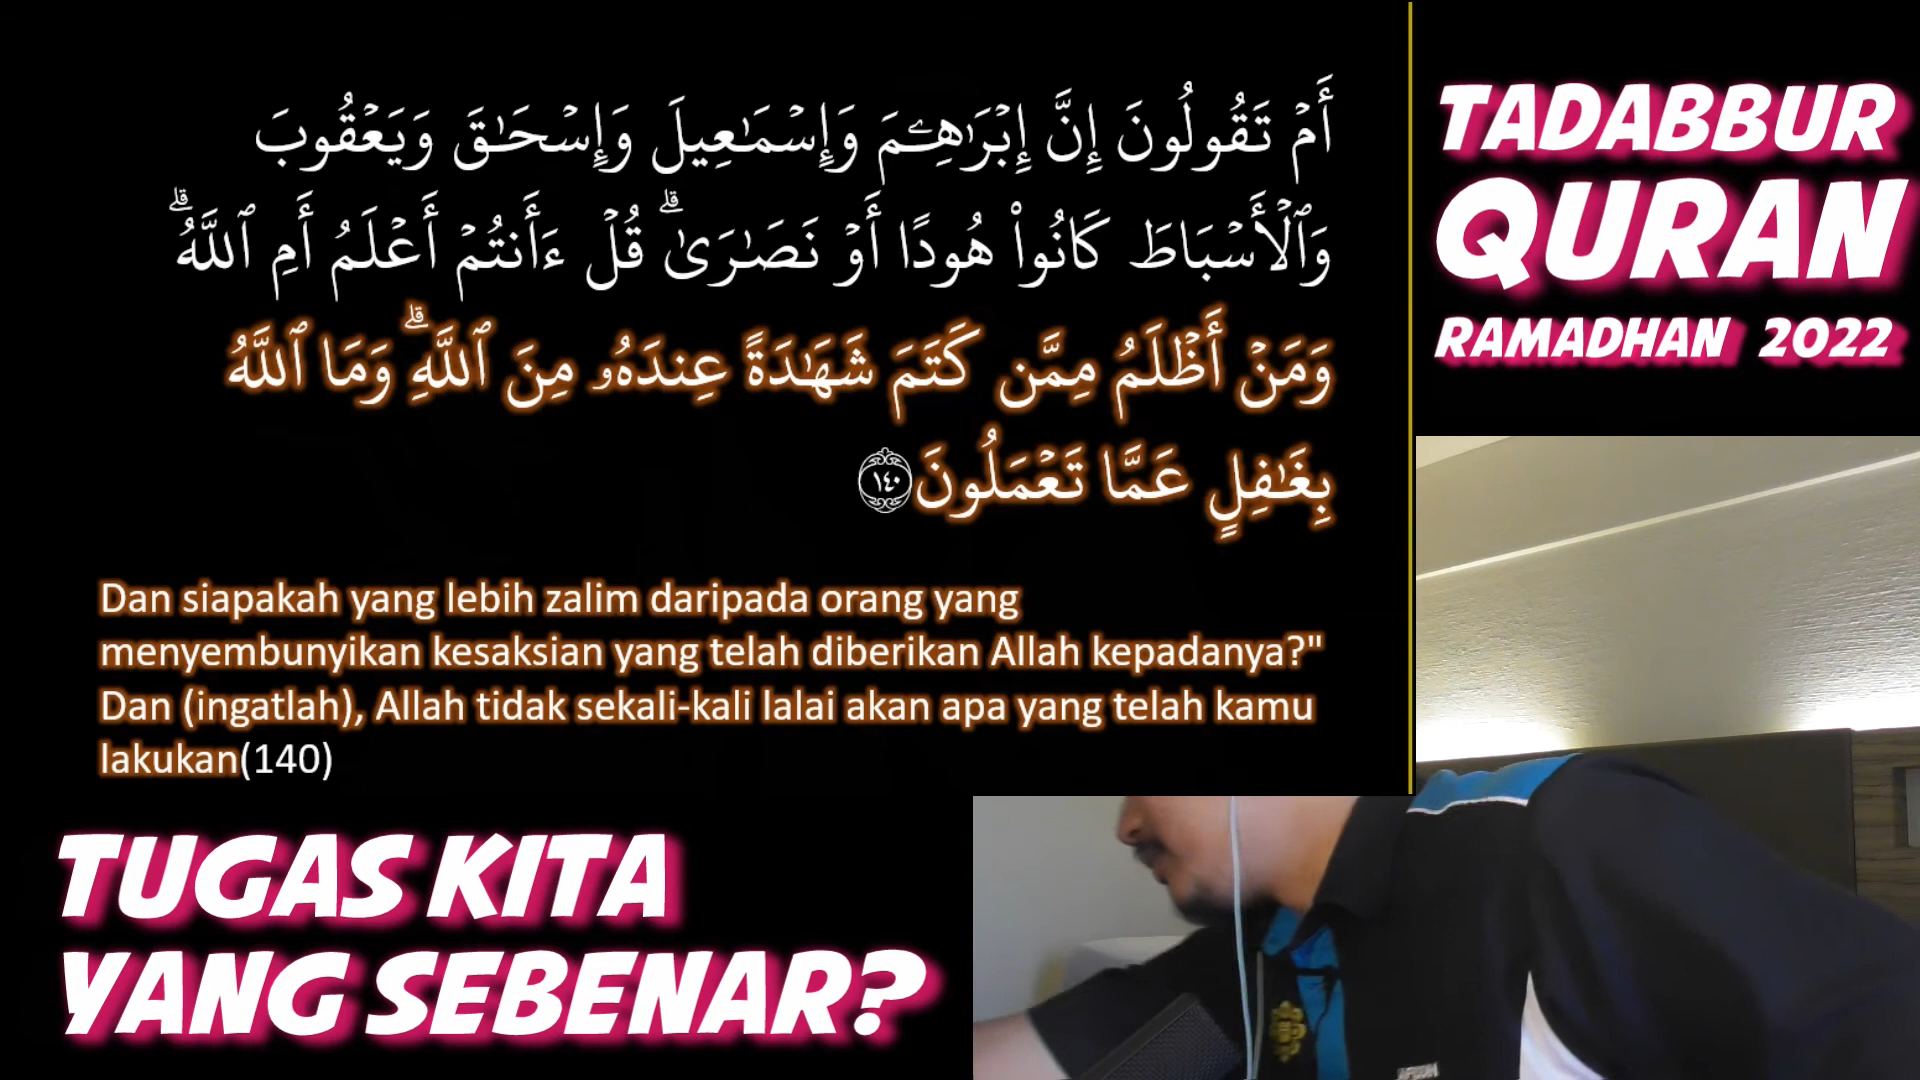 أَمۡ تَقُولُونَ إِنَّ إِبۡرَٰهِـۧمَ وَإِسۡمَٰعِيلَ وَإِسۡحَٰقَ وَيَعۡقُوبَ
وَٱلۡأَسۡبَاطَ كَانُواْ هُودًا أَوۡ نَصَٰرَىٰۗ قُلۡ ءَأَنتُمۡ أَعۡلَمُ أَمِ ٱللَّهُۗ
وَمَنۡ أَظۡلَمُ مِمَّن كَتَمَ شَهَٰدَةً عِندَهُۥ مِنَ ٱللَّهِۗ وَمَا ٱللَّهُ
بِغَٰفِلٍ عَمَّا تَعۡمَلُونَ ١٤٠
Dan siapakah yang lebih zalim daripada orang yang
menyembunyikan kesaksian yang telah diberikan Allah kepadanya?"
Dan (ingatlah), Allah tidak sekali-kali lalai akan apa yang telah kamu
lakukan(140)
TUGAS KITA
YANG SEBENAR?
TADABBUR
QURAN
RAMADHAN 2022